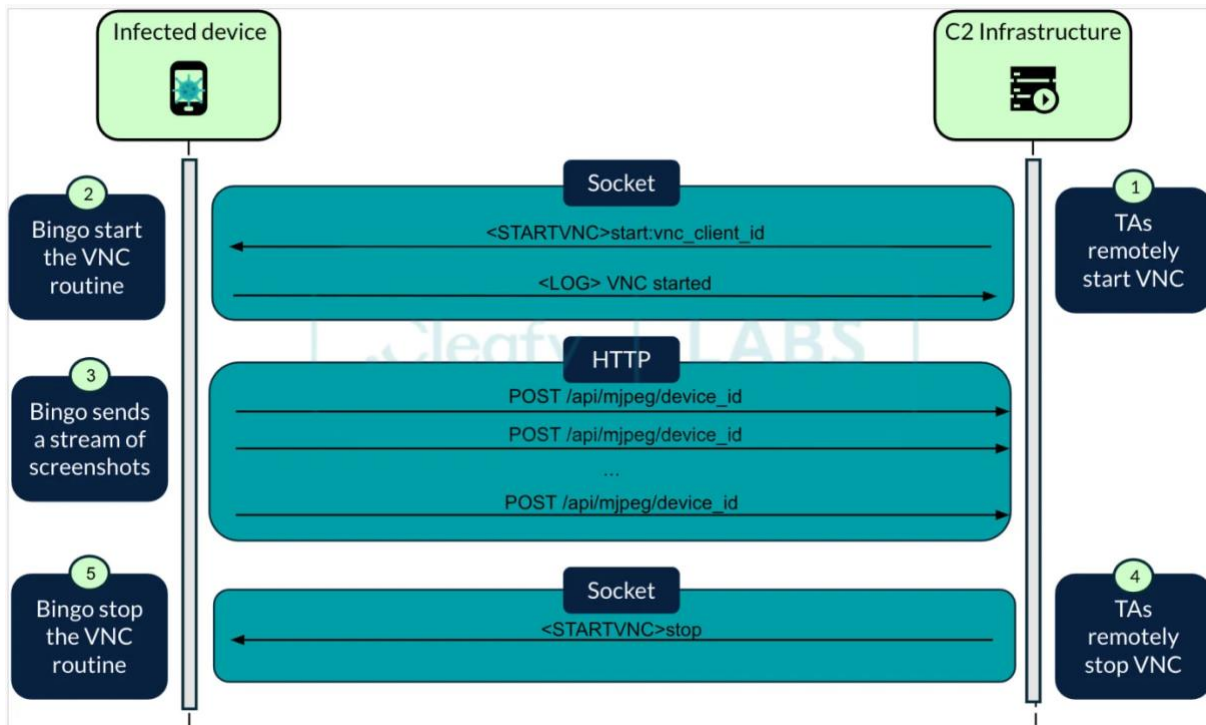 Infected device
C2 Infrastructure
Socket
2
Bingo start
the VNC
routine
<STARTVNC>start:vnc_client_id
<LOG> VNC started
1
TAs
remotely
start VNC
Cleafy
LABS
HTTP
3
Bingo sends
a stream of
screenshots
POST /api/mjpeg/device_id
POST /api/mjpeg/device_id
...
POST /api/mjpeg/device_id
5
Bingo stop
the VNC
routine
Socket
<STARTVNC>stop
4
TAs
remotely
stop VNC